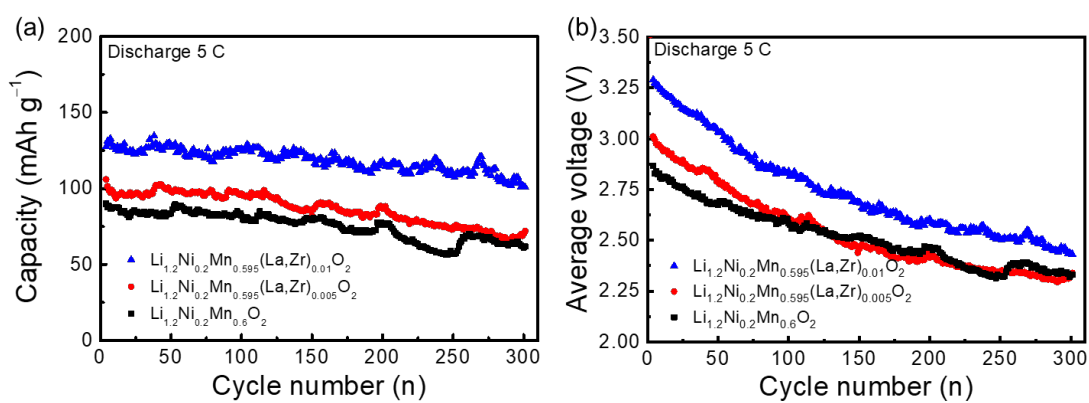 (a)
Discharge 5 C
Capacity (mAh g⁻¹)
200
150
100
50
0
Li₁.₂Ni₀.₂Mn₀.₅₉₅(La,Zr)₀.₀₁O₂
Li₁.₂Ni₀.₂Mn₀.₅₉₅(La,Zr)₀.₀₀₅O₂
Li₁.₂Ni₀.₂Mn₀.₆O₂
0 50 100 150 200 250 300
Cycle number (n)
(b)
Discharge 5 C
Average voltage (V)
3.50
3.25
3.00
2.75
2.50
2.25
2.00
Li₁.₂Ni₀.₂Mn₀.₅₉₅(La,Zr)₀.₀₁O₂
Li₁.₂Ni₀.₂Mn₀.₅₉₅(La,Zr)₀.₀₀₅O₂
Li₁.₂Ni₀.₂Mn₀.₆O₂
0 50 100 150 200 250 300
Cycle number (n)